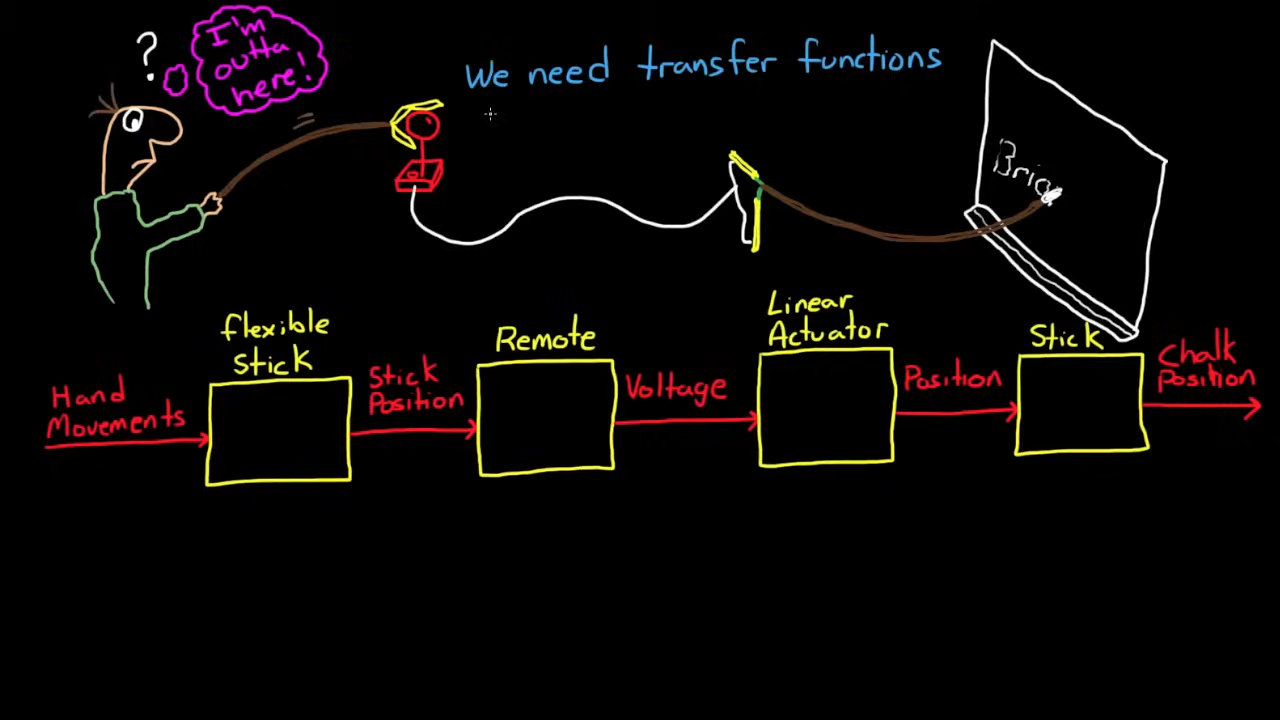 ?
I'm
outta
here!
We need transfer functions
Bria
flexible
Stick
Remote
Linear
Actuator
Stick
Hand
Movements
Stick
Position
Voltage
Position
Chalk
Position